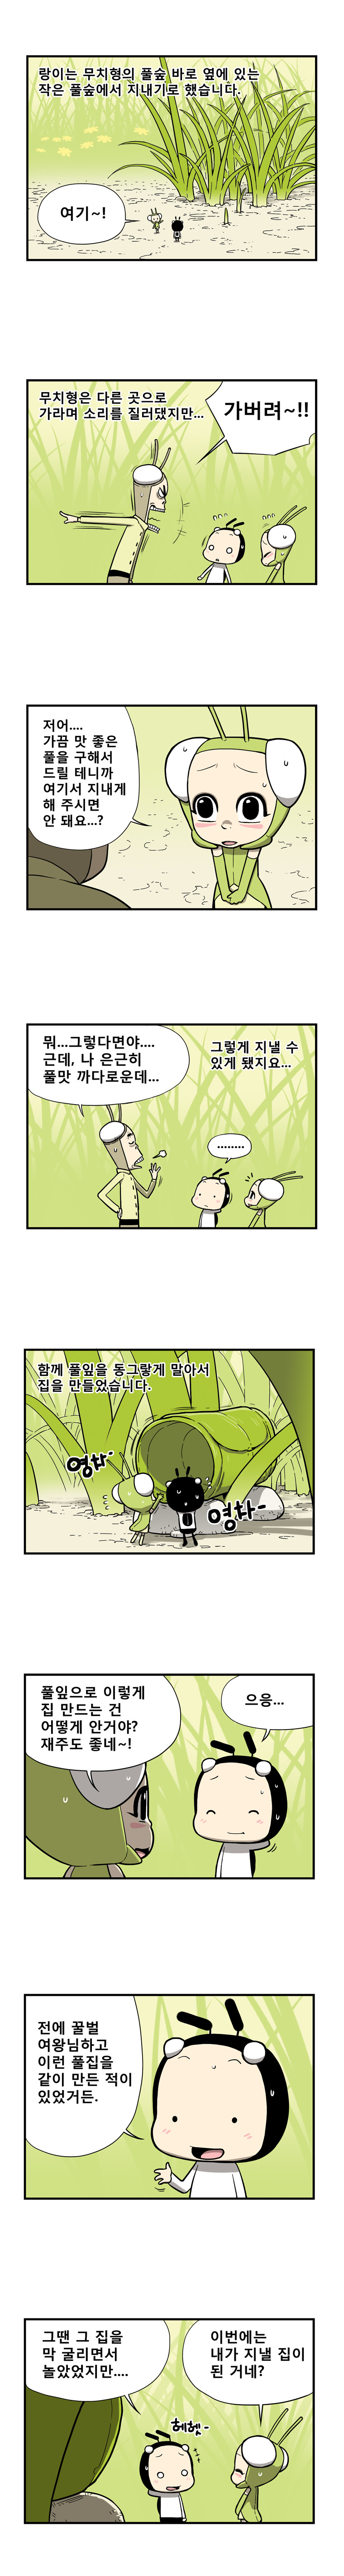 랑이는 무치형의 풀숲 바로 옆에 있는
작은 풀숲에서 지내기로 했습니다.
여기~!
무치형은 다른 곳으로
가라며 소리를 질러댔지만...
가버려~!!
저어....
가끔 맛 좋은
풀을 구해서
드릴 테니까
여기서 지내게
해 주시면
안 돼요...?
뭐...그렇다면야....
근데, 나 은근히
풀맛 까다로운데...
그렇게 지낼 수
있게 됐지요...
........
함께 풀잎을 동그랗게 말아서
집을 만들었습니다.
영차-
영차-
풀잎으로 이렇게
집 만드는 건
어떻게 안거야?
재주도 좋네~!
으응...
전에 꿀벌
여왕님하고
이런 풀집을
같이 만든 적이
있었거든.
그땐 그 집을
막 굴리면서
놀았었지만....
이번에는
내가 지낼 집이
된 거네?
헤헷-